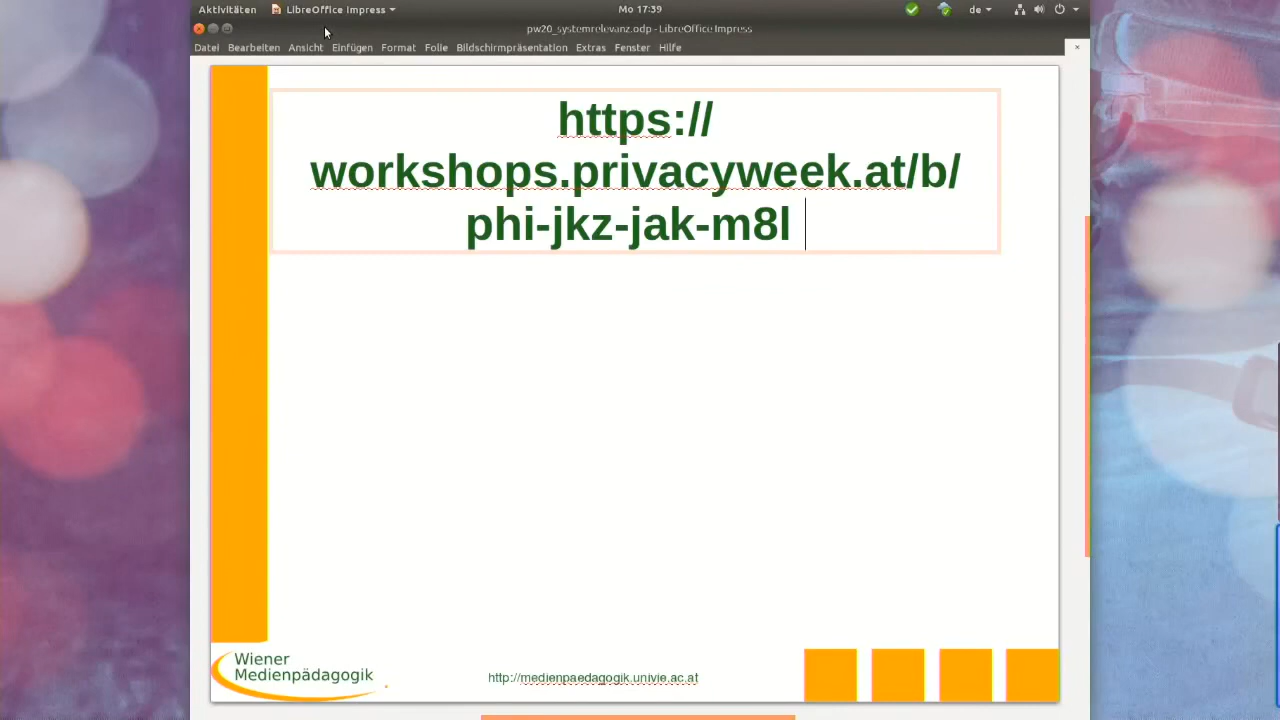 Aktivitäten LibreOffice Impress Mo 17:39 de
pw20_systemrelevanz.odp - LibreOffice Impress
Datei Bearbeiten Ansicht Einfügen Format Folie Bildschirmpräsentation Extras Fenster Hilfe
https://
workshops.privacyweek.at/b/
phi-jkz-jak-m8l
Wiener
Medienpädagogik
http://medienpaedagogik.univie.ac.at